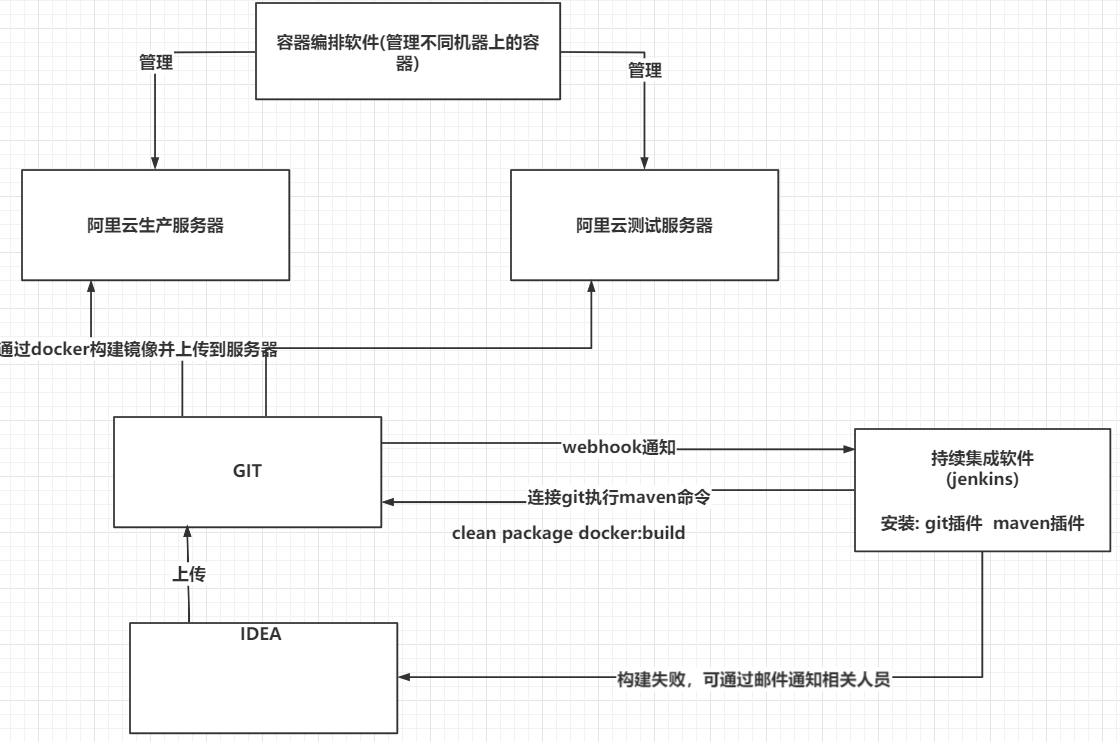 容器编排软件(管理不同机器上的容
器)
管理
管理
阿里云生产服务器
阿里云测试服务器
通过docker构建镜像并上传到服务器
GIT
webhook通知
持续集成软件
(jenkins)
安装: git插件  maven插件
连接git执行maven命令
clean package docker:build
上传
IDEA
构建失败，可通过邮件通知相关人员